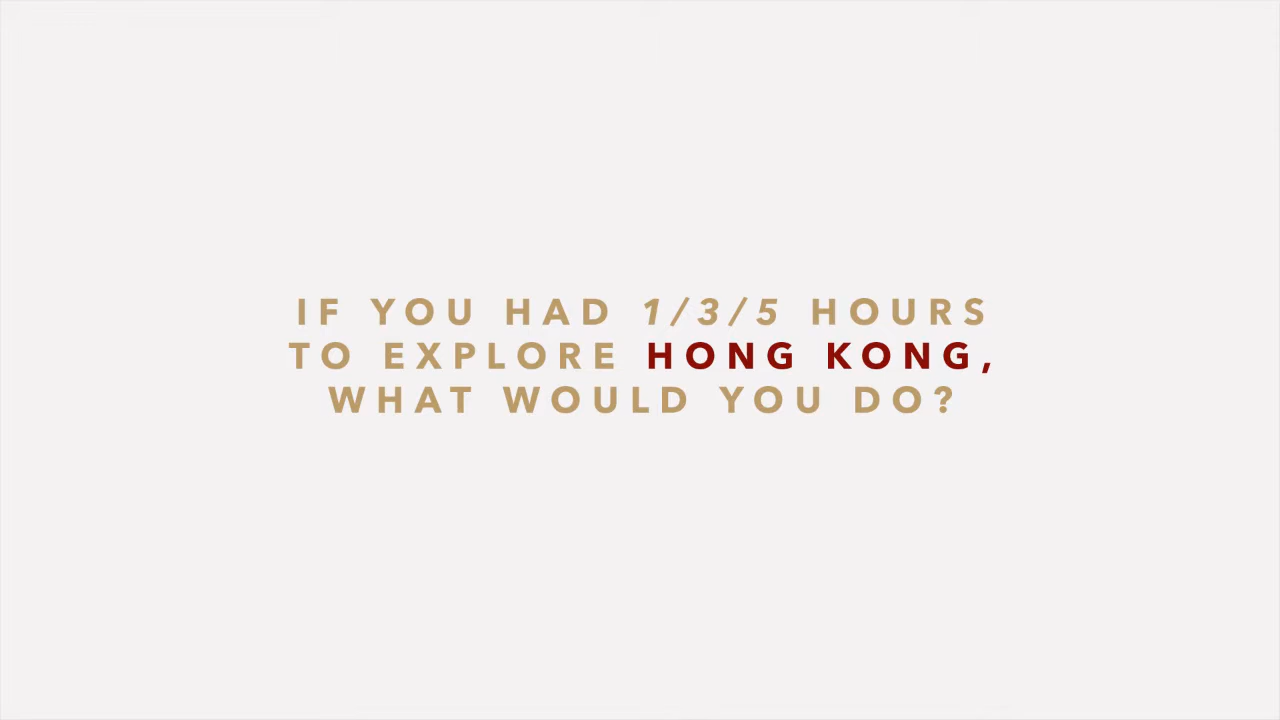 IF YOU HAD 1/3/5 HOURS
TO EXPLORE HONG KONG,
WHAT WOULD YOU DO?